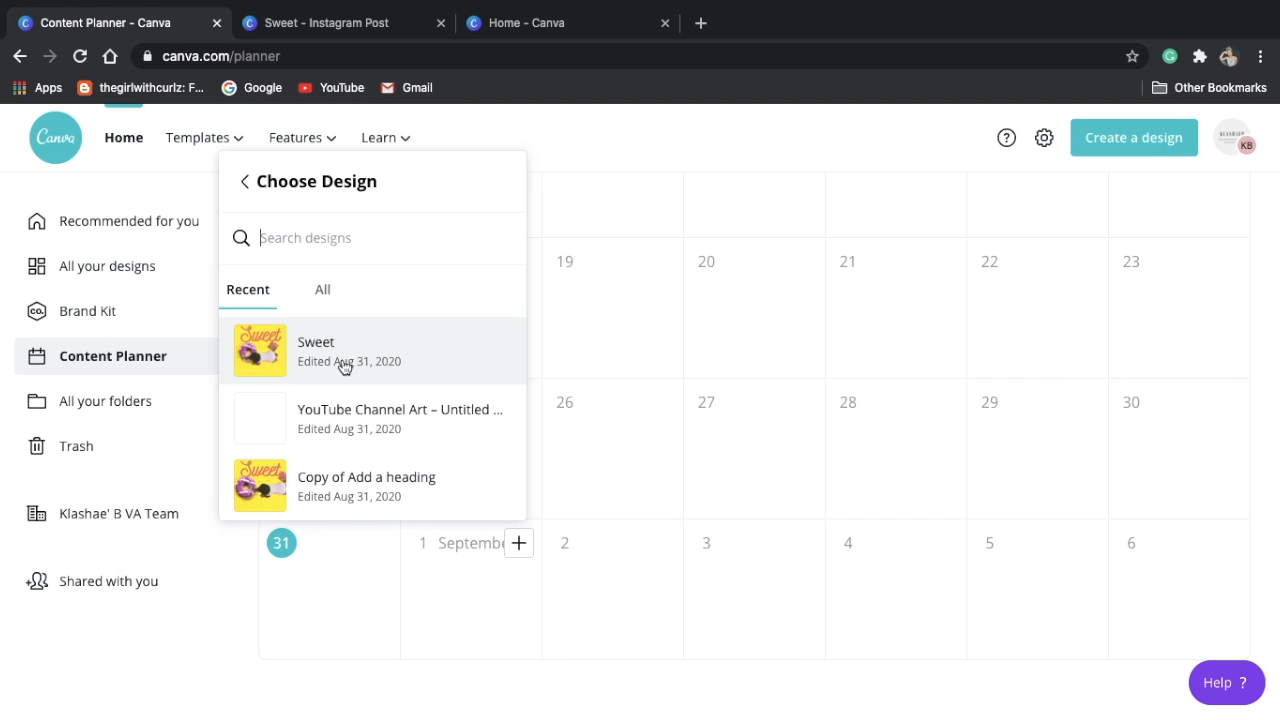 Content Planner - Canva
Sweet - Instagram Post
Home - Canva
canva.com/planner
Apps
thegirlwithcurlz: F...
Google
YouTube
Gmail
Other Bookmarks
Canva
Home
Templates
Features
Learn
Create a design
KB
Choose Design
Search designs
Recent
All
Sweet
Sweet
Edited Aug 31, 2020
YouTube Channel Art – Untitled ...
Edited Aug 31, 2020
Sweet
Copy of Add a heading
Edited Aug 31, 2020
Recommended for you
All your designs
Brand Kit
Content Planner
All your folders
Trash
Klashae' B VA Team
Shared with you
19 20 21 22 23
26 27 28 29 30
31 1 Septembe 2 3 4 5 6
Help ?